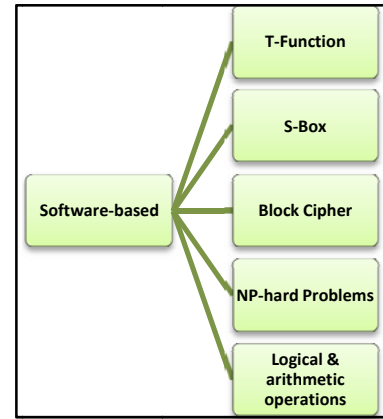 T-Function
S-Box
Software-based
Block Cipher
NP-hard Problems
Logical &
arithmetic
operations